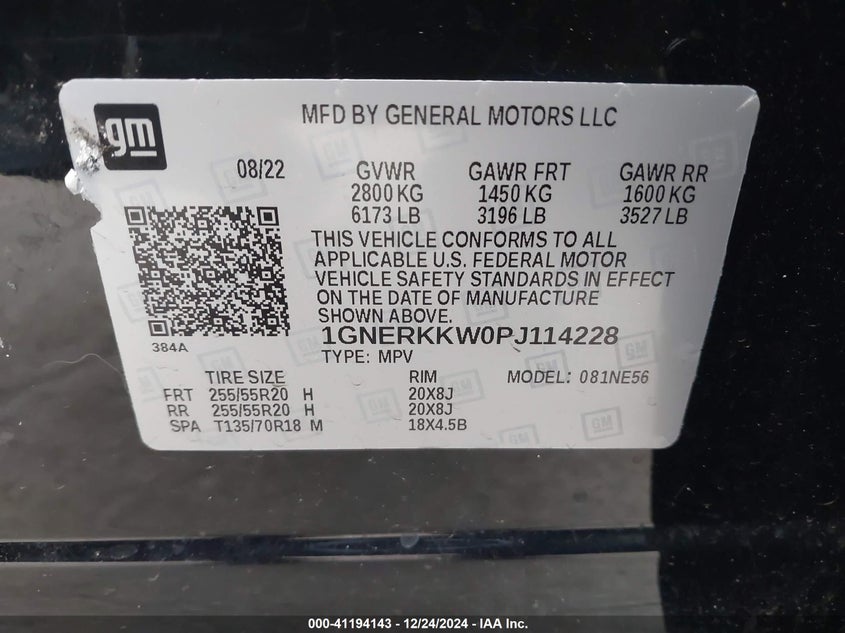 gm
MFD BY GENERAL MOTORS LLC
08/22
GVWR GAWR FRT GAWR RR
2800 KG 1450 KG 1600 KG
6173 LB 3196 LB 3527 LB
THIS VEHICLE CONFORMS TO ALL
APPLICABLE U.S. FEDERAL MOTOR
VEHICLE SAFETY STANDARDS IN EFFECT
ON THE DATE OF MANUFACTURE
SHOWN ABOVE.
384A
1GNERKKW0PJ114228
TYPE: MPV
TIRE SIZE RIM MODEL: 081NE56
FRT 255/55R20 H 20X8J
RR 255/55R20 H 20X8J
SPA T135/70R18 M 18X4.5B
000-41194143 - 12/24/2024 - IAA Inc.